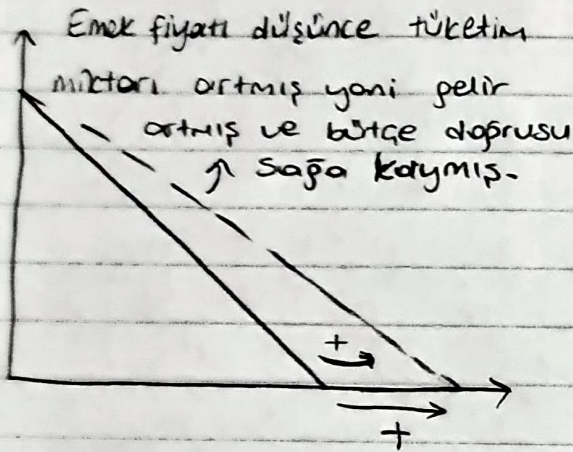 Emek fiyatı düşünce tüketim
miktarı artmış yani gelir
artmış ve bütçe doğrusu
sağa kaymış.
+
+